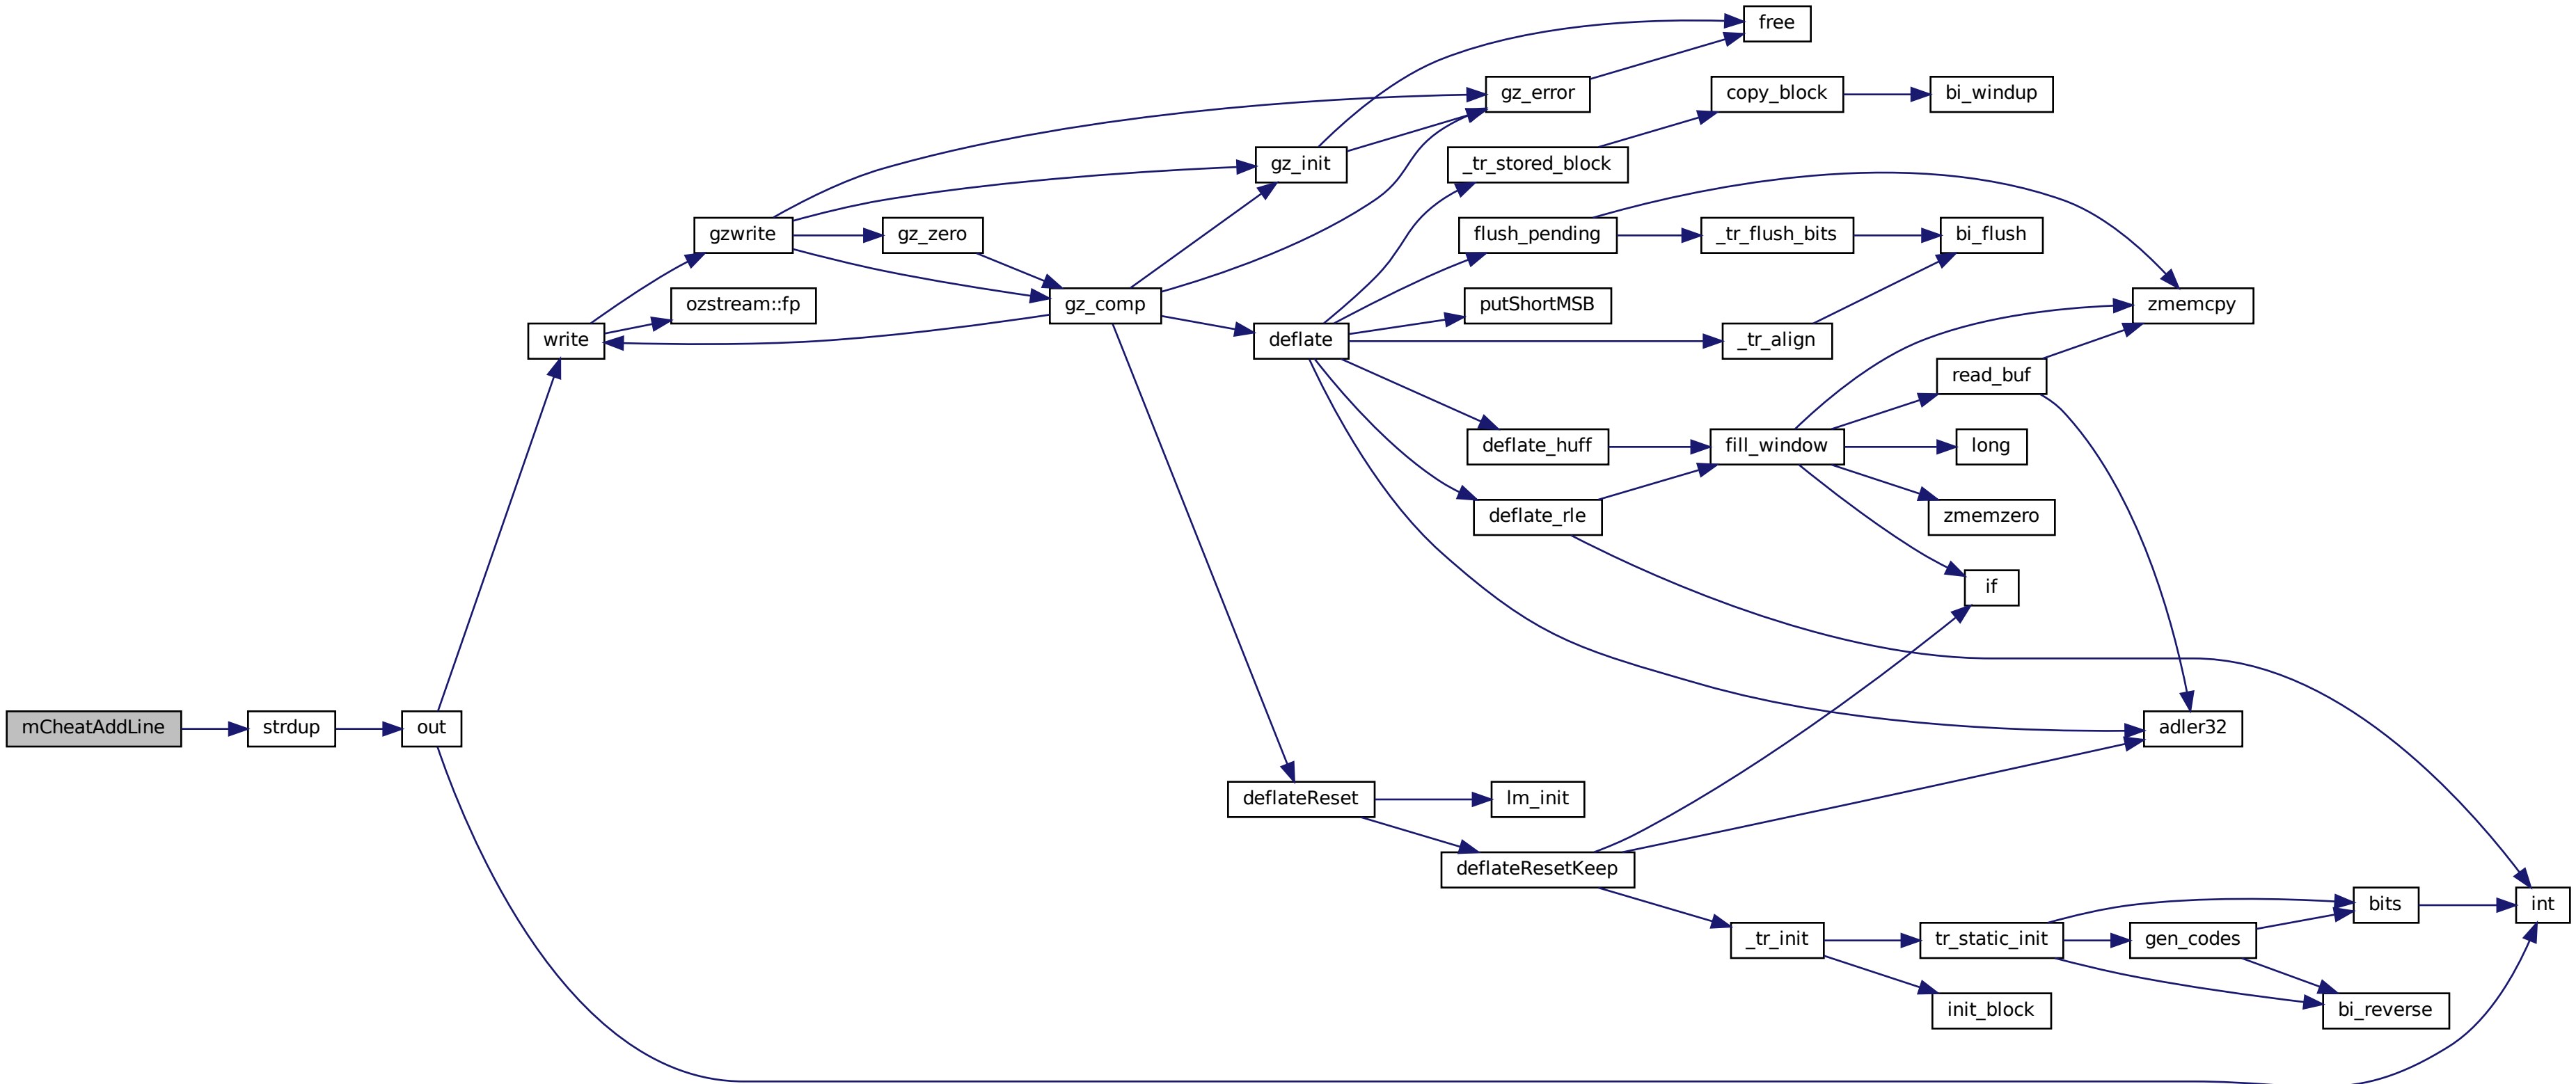 free
gz_error
copy_block
bi_windup
gz_init
_tr_stored_block
gzwrite
gz_zero
flush_pending
_tr_flush_bits
bi_flush
ozstream::fp
gz_comp
putShortMSB
zmemcpy
write
deflate
_tr_align
read_buf
deflate_huff
fill_window
long
deflate_rle
zmemzero
if
mCheatAddLine
strdup
out
adler32
deflateReset
lm_init
deflateResetKeep
bits
int
_tr_init
tr_static_init
gen_codes
init_block
bi_reverse